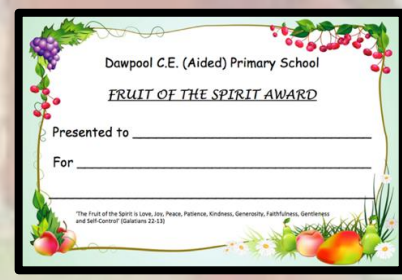 Dawpool C.E. (Aided) Primary School
FRUIT OF THE SPIRIT AWARD
Presented to
For
'The Fruit of the Spirit is Love, Joy, Peace, Patience, Kindness, Generosity, Faithfulness, Gentleness
and Self-Control' (Galatians 22-13)